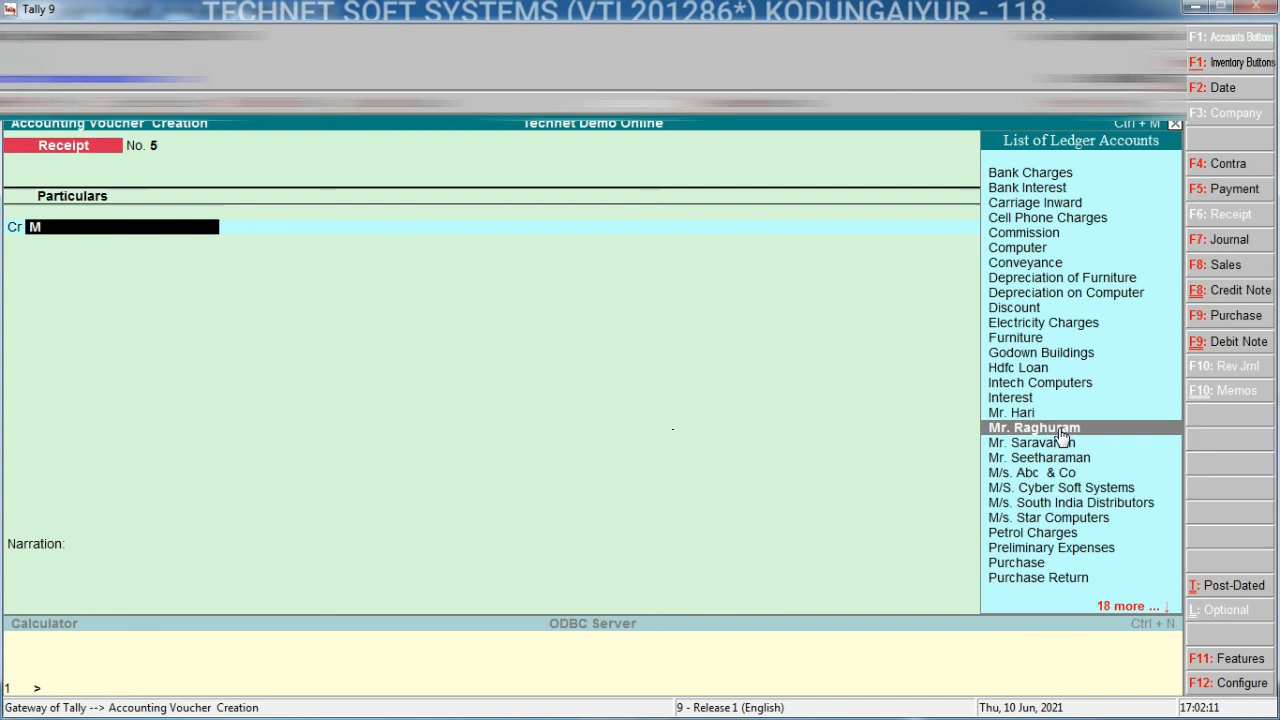 Tally 9
TECHNET SOFT SYSTEMS (VTL 201286*) KODUNGAIYUR - 118.
F1: Accounts Buttons
F1: Inventory Buttons
F2: Date
F3: Company
Accounting Voucher Creation Technet Demo Online Ctrl + M
Receipt No. 5
List of Ledger Accounts
Particulars
Cr M
Bank Charges
Bank Interest
Carriage Inward
Cell Phone Charges
Commission
Computer
Conveyance
Depreciation of Furniture
Depreciation on Computer
Discount
Electricity Charges
Furniture
Godown Buildings
Hdfc Loan
Intech Computers
Interest
Mr. Hari
Mr. Raghuram
Mr. Saravanan
Mr. Seetharaman
M/s. Abc & Co
M/S. Cyber Soft Systems
M/s. South India Distributors
M/s. Star Computers
Petrol Charges
Preliminary Expenses
Purchase
Purchase Return
18 more ... ↓
F4: Contra
F5: Payment
F6: Receipt
F7: Journal
F8: Sales
F8: Credit Note
F9: Purchase
F9: Debit Note
F10: Rev Jrnl
F10: Memos
T: Post-Dated
L: Optional
F11: Features
F12: Configure
Narration:
Calculator ODBC Server Ctrl + N
1 >
Gateway of Tally --> Accounting Voucher Creation 9 - Release 1 (English) Thu, 10 Jun, 2021 17:02:11